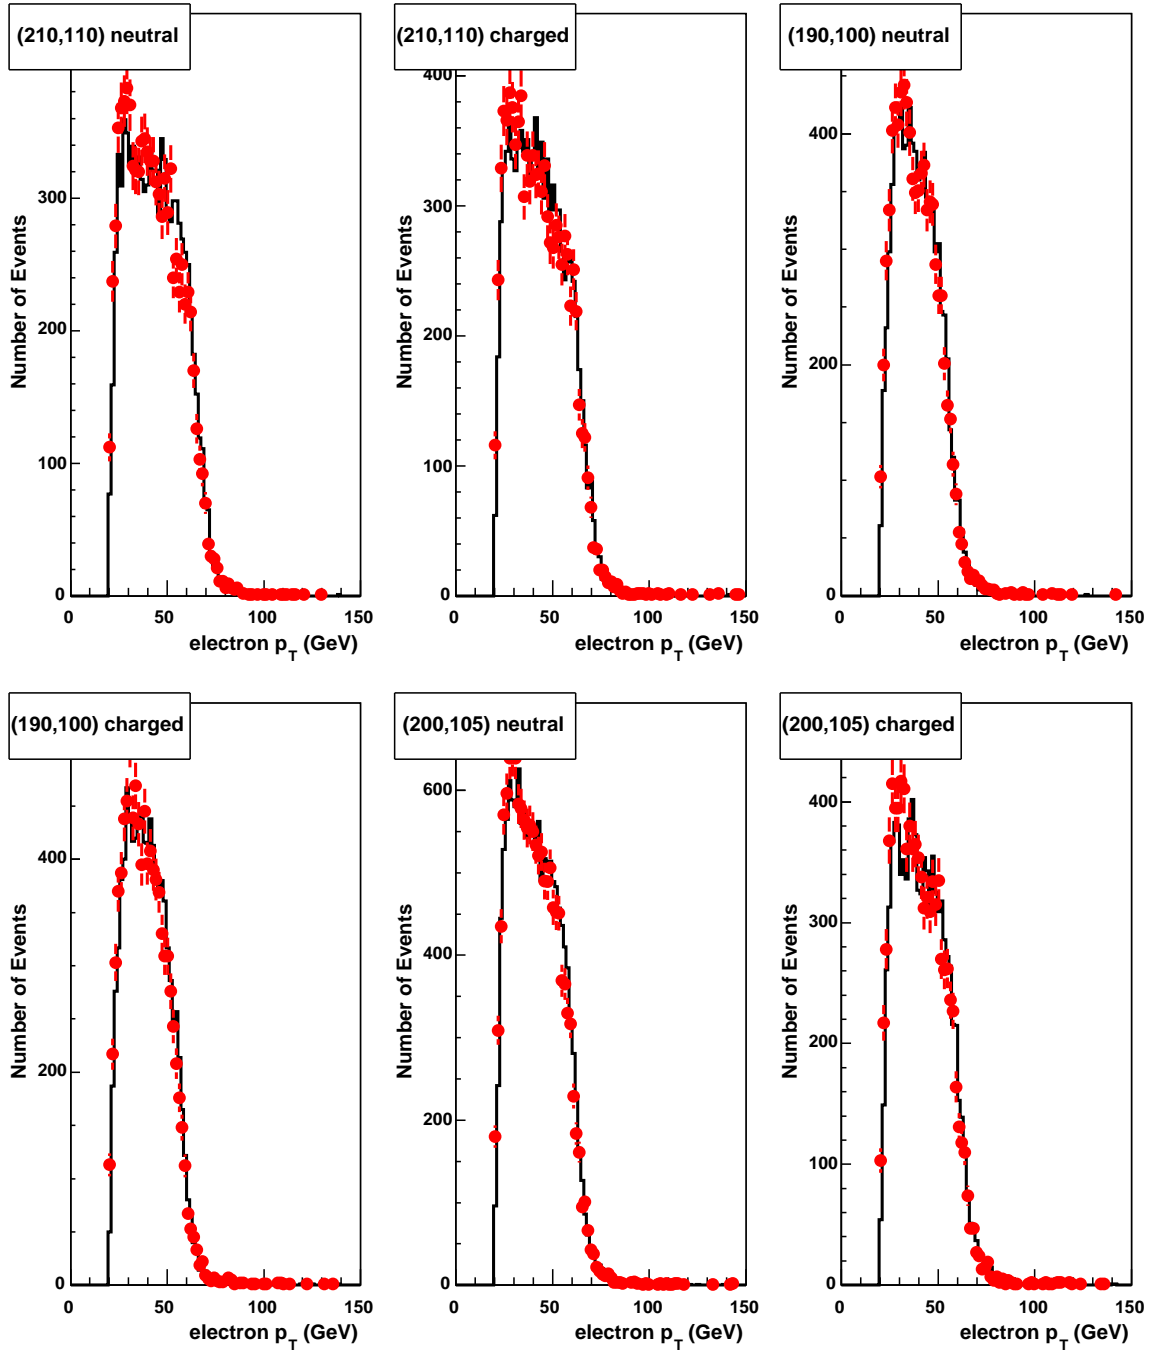 (210,110) neutral
Number of Events
300
200
100
0
0 50 100 150
electron p_T (GeV)
(210,110) charged
Number of Events
400
300
200
100
0
0 50 100 150
electron p_T (GeV)
(190,100) neutral
Number of Events
400
200
0
0 50 100 150
electron p_T (GeV)
(190,100) charged
Number of Events
400
200
0
0 50 100 150
electron p_T (GeV)
(200,105) neutral
Number of Events
600
400
200
0
0 50 100 150
electron p_T (GeV)
(200,105) charged
Number of Events
400
300
200
100
0
0 50 100 150
electron p_T (GeV)